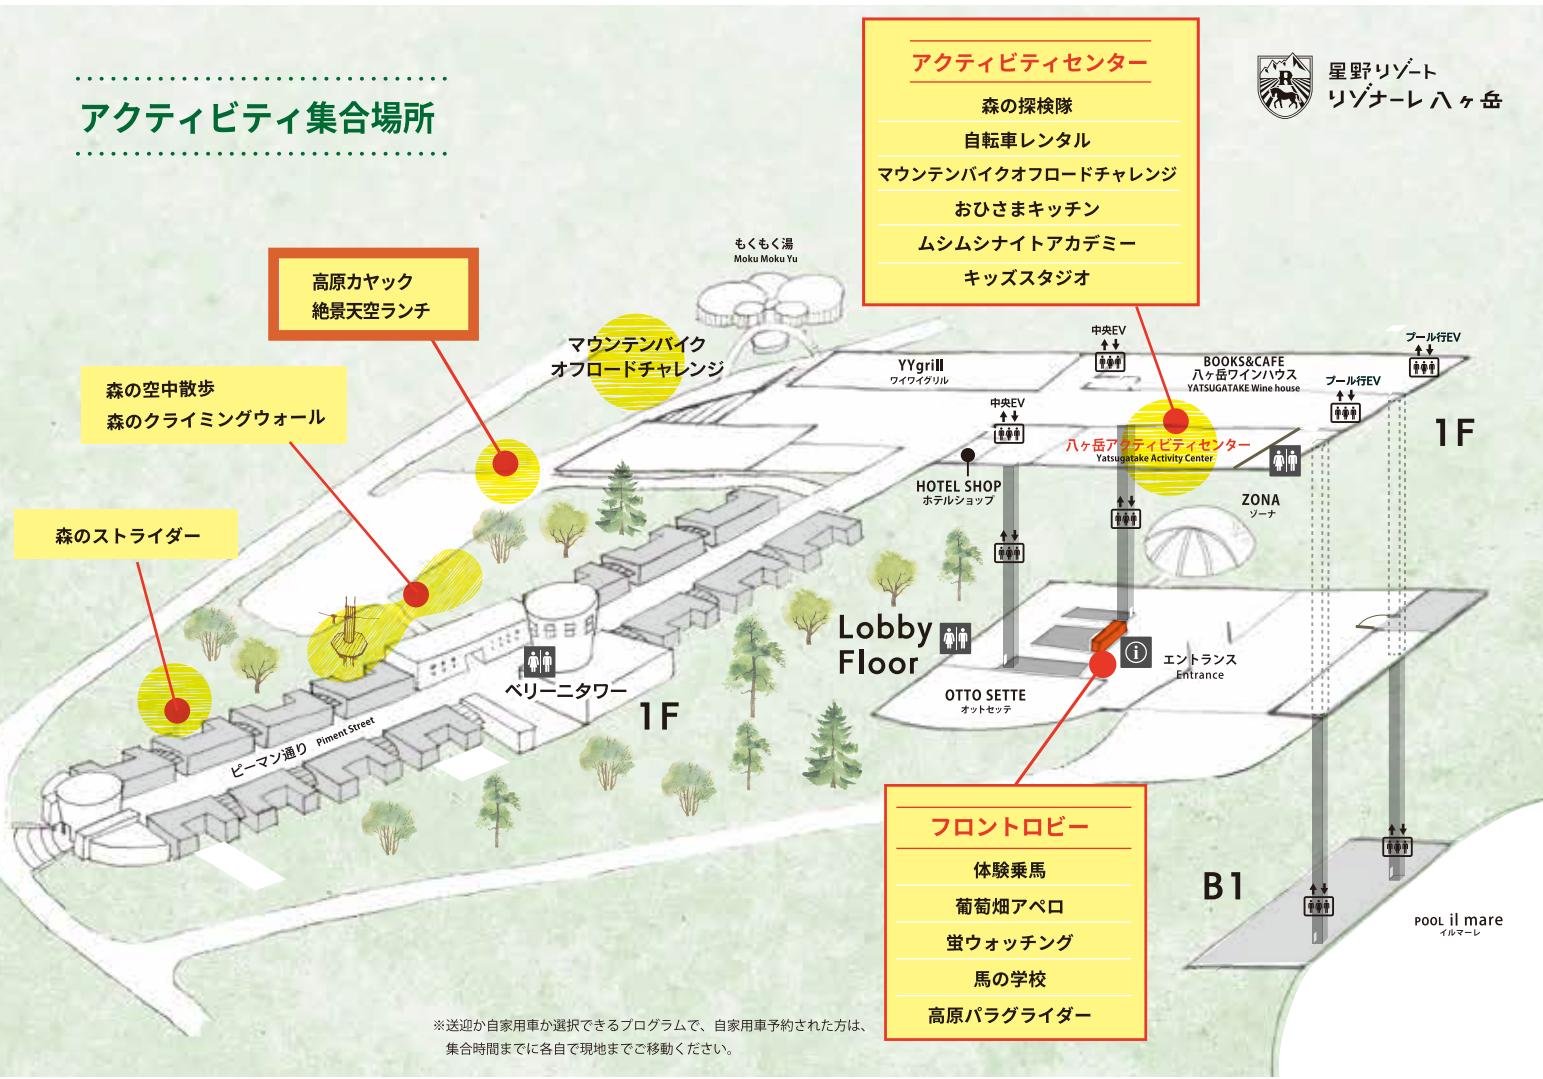 アクティビティ集合場所
アクティビティセンター
森の探検隊
自転車レンタル
マウンテンバイクオフロードチャレンジ
おひさまキッチン
ムシムシナイトアカデミー
キッズスタジオ
R
星野リゾート
リゾナーレ八ヶ岳
もくもく湯
Moku Moku Yu
高原カヤック
絶景天空ランチ
マウンテンバイク
オフロードチャレンジ
森の空中散歩
森のクライミングウォール
森のストライダー
YYgrill
ワイワイグリル
中央EV
BOOKS&CAFE
八ヶ岳ワインハウス
YATSUGATAKE Wine house
プール行EV
プール行EV
中央EV
1F
八ヶ岳アクティビティセンター
Yatsugatake Activity Center
HOTEL SHOP
ホテルショップ
ZONA
ゾーナ
Lobby
Floor
i
エントランス
Entrance
OTTO SETTE
オットセッテ
ベリーニタワー
1F
ピーマン通り Piment Street
フロントロビー
体験乗馬
葡萄畑アペロ
蛍ウォッチング
馬の学校
高原パラグライダー
B1
POOL il mare
イルマーレ
※送迎か自家用車か選択できるプログラムで、自家用車予約された方は、
集合時間までに各自で現地までご移動ください。